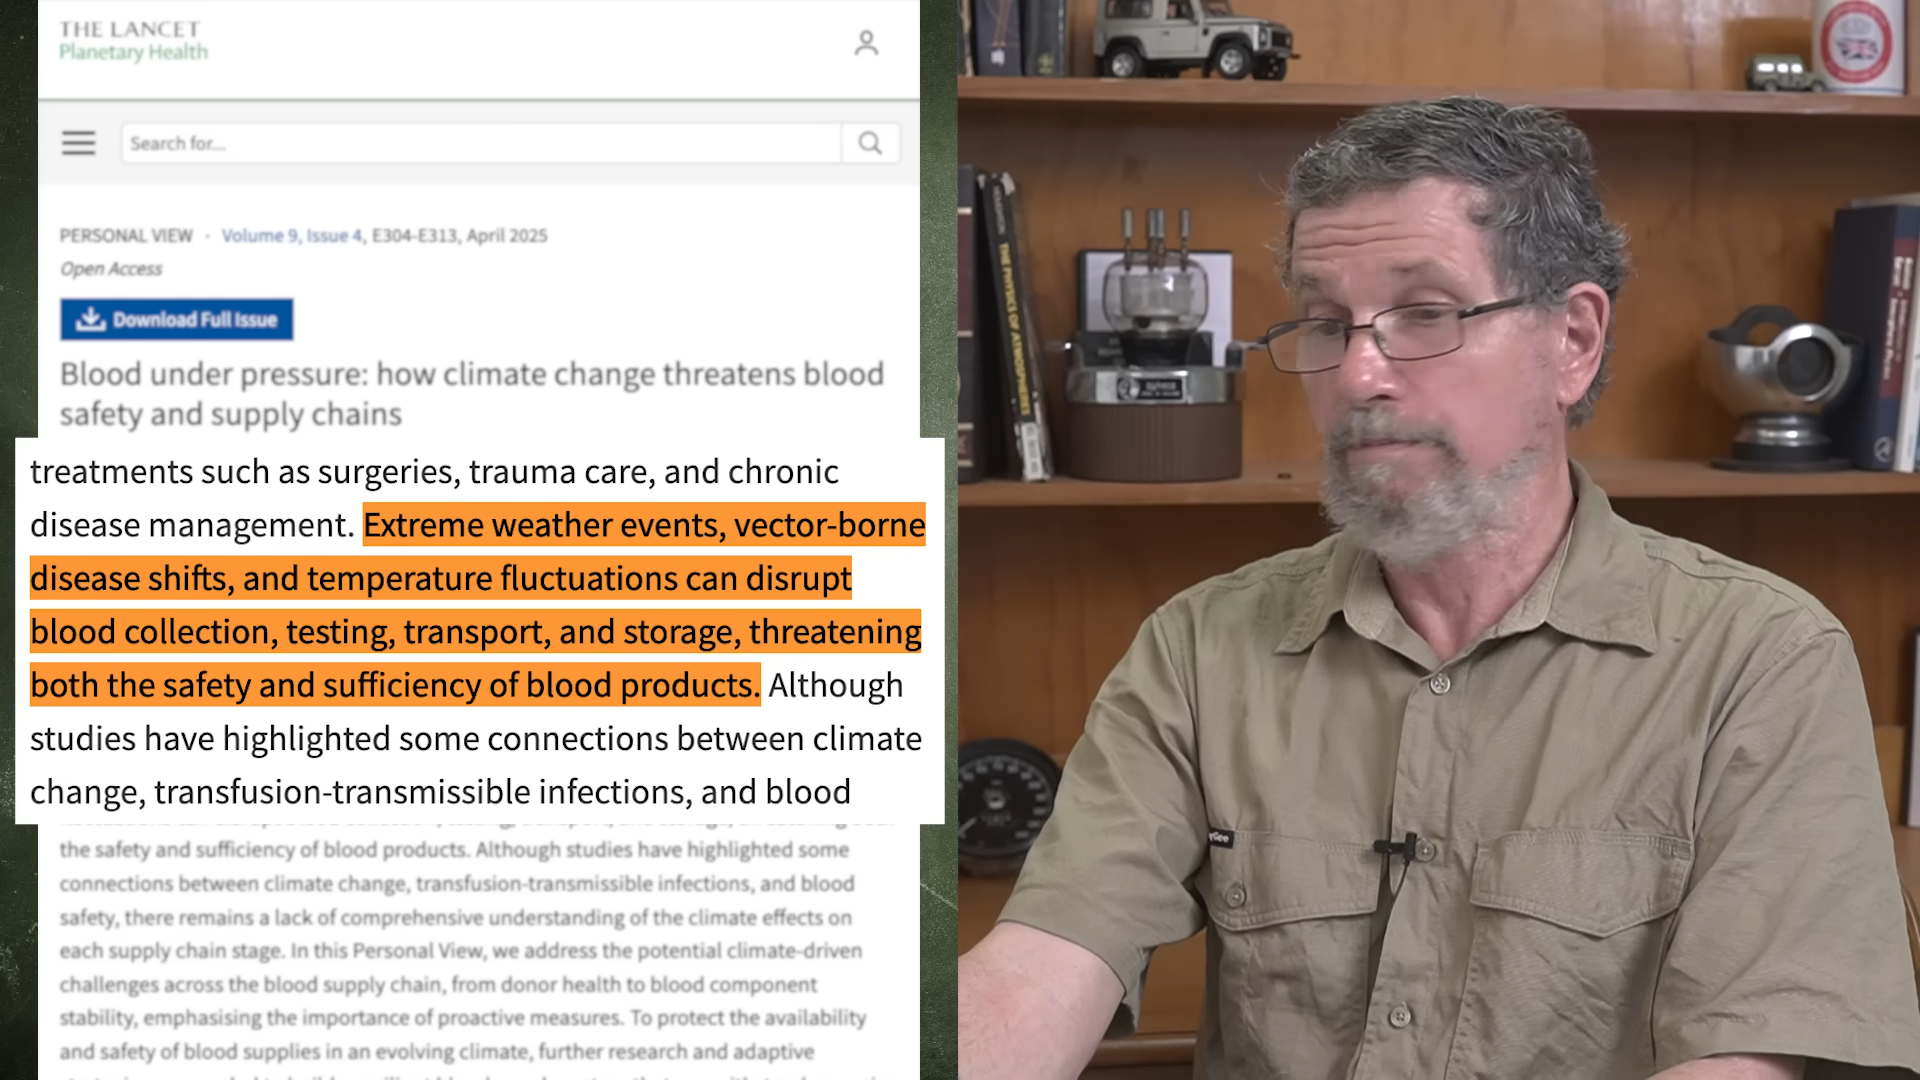 THE LANCET
Planetary Health
Search for...
PERSONAL VIEW · Volume 9, Issue 4, E304-E313, April 2025
Open Access
Download Full Issue
Blood under pressure: how climate change threatens blood
safety and supply chains
treatments such as surgeries, trauma care, and chronic
disease management. Extreme weather events, vector-borne
disease shifts, and temperature fluctuations can disrupt
blood collection, testing, transport, and storage, threatening
both the safety and sufficiency of blood products. Although
studies have highlighted some connections between climate
change, transfusion-transmissible infections, and blood
the safety and sufficiency of blood products. Although studies have highlighted some
connections between climate change, transfusion-transmissible infections, and blood
safety, there remains a lack of comprehensive understanding of the climate effects on
each supply chain stage. In this Personal View, we address the potential climate-driven
challenges across the blood supply chain, from donor health to blood component
stability, emphasising the importance of proactive measures. To protect the availability
and safety of blood supplies in an evolving climate, further research and adaptive
THE PHYSICS OF ATMOSPHERES